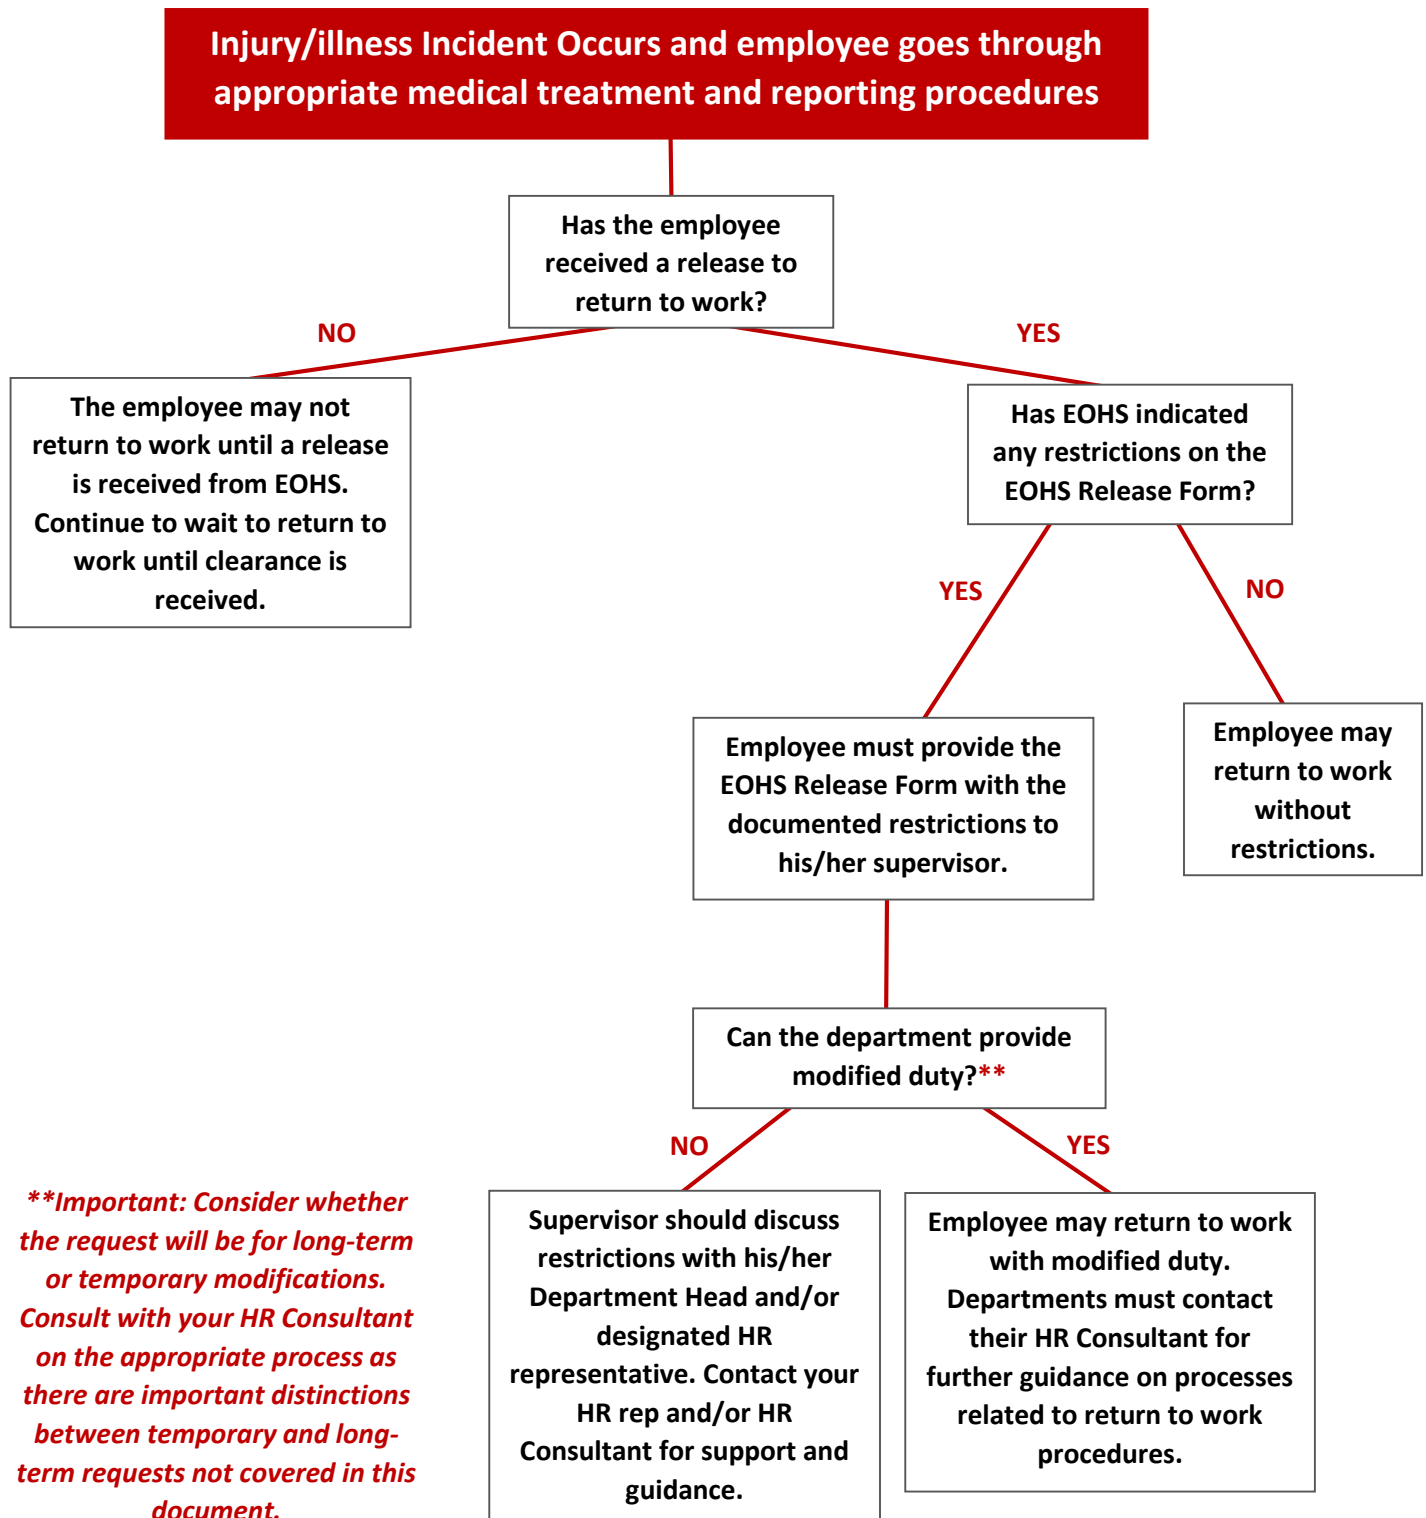 Injury/illness Incident Occurs and employee goes through
appropriate medical treatment and reporting procedures
Has the employee
received a release to
return to work?
NO
YES
The employee may not
return to work until a release
is received from EOHS.
Continue to wait to return to
work until clearance is
received.
Has EOHS indicated
any restrictions on the
EOHS Release Form?
YES
NO
Employee must provide the
EOHS Release Form with the
documented restrictions to
his/her supervisor.
Employee may
return to work
without
restrictions.
Can the department provide
modified duty?**
NO
YES
**Important: Consider whether
the request will be for long-term
or temporary modifications.
Consult with your HR Consultant
on the appropriate process as
there are important distinctions
between temporary and long-
term requests not covered in this
document.
Supervisor should discuss
restrictions with his/her
Department Head and/or
designated HR
representative. Contact your
HR rep and/or HR
Consultant for support and
guidance.
Employee may return to work
with modified duty.
Departments must contact
their HR Consultant for
further guidance on processes
related to return to work
procedures.